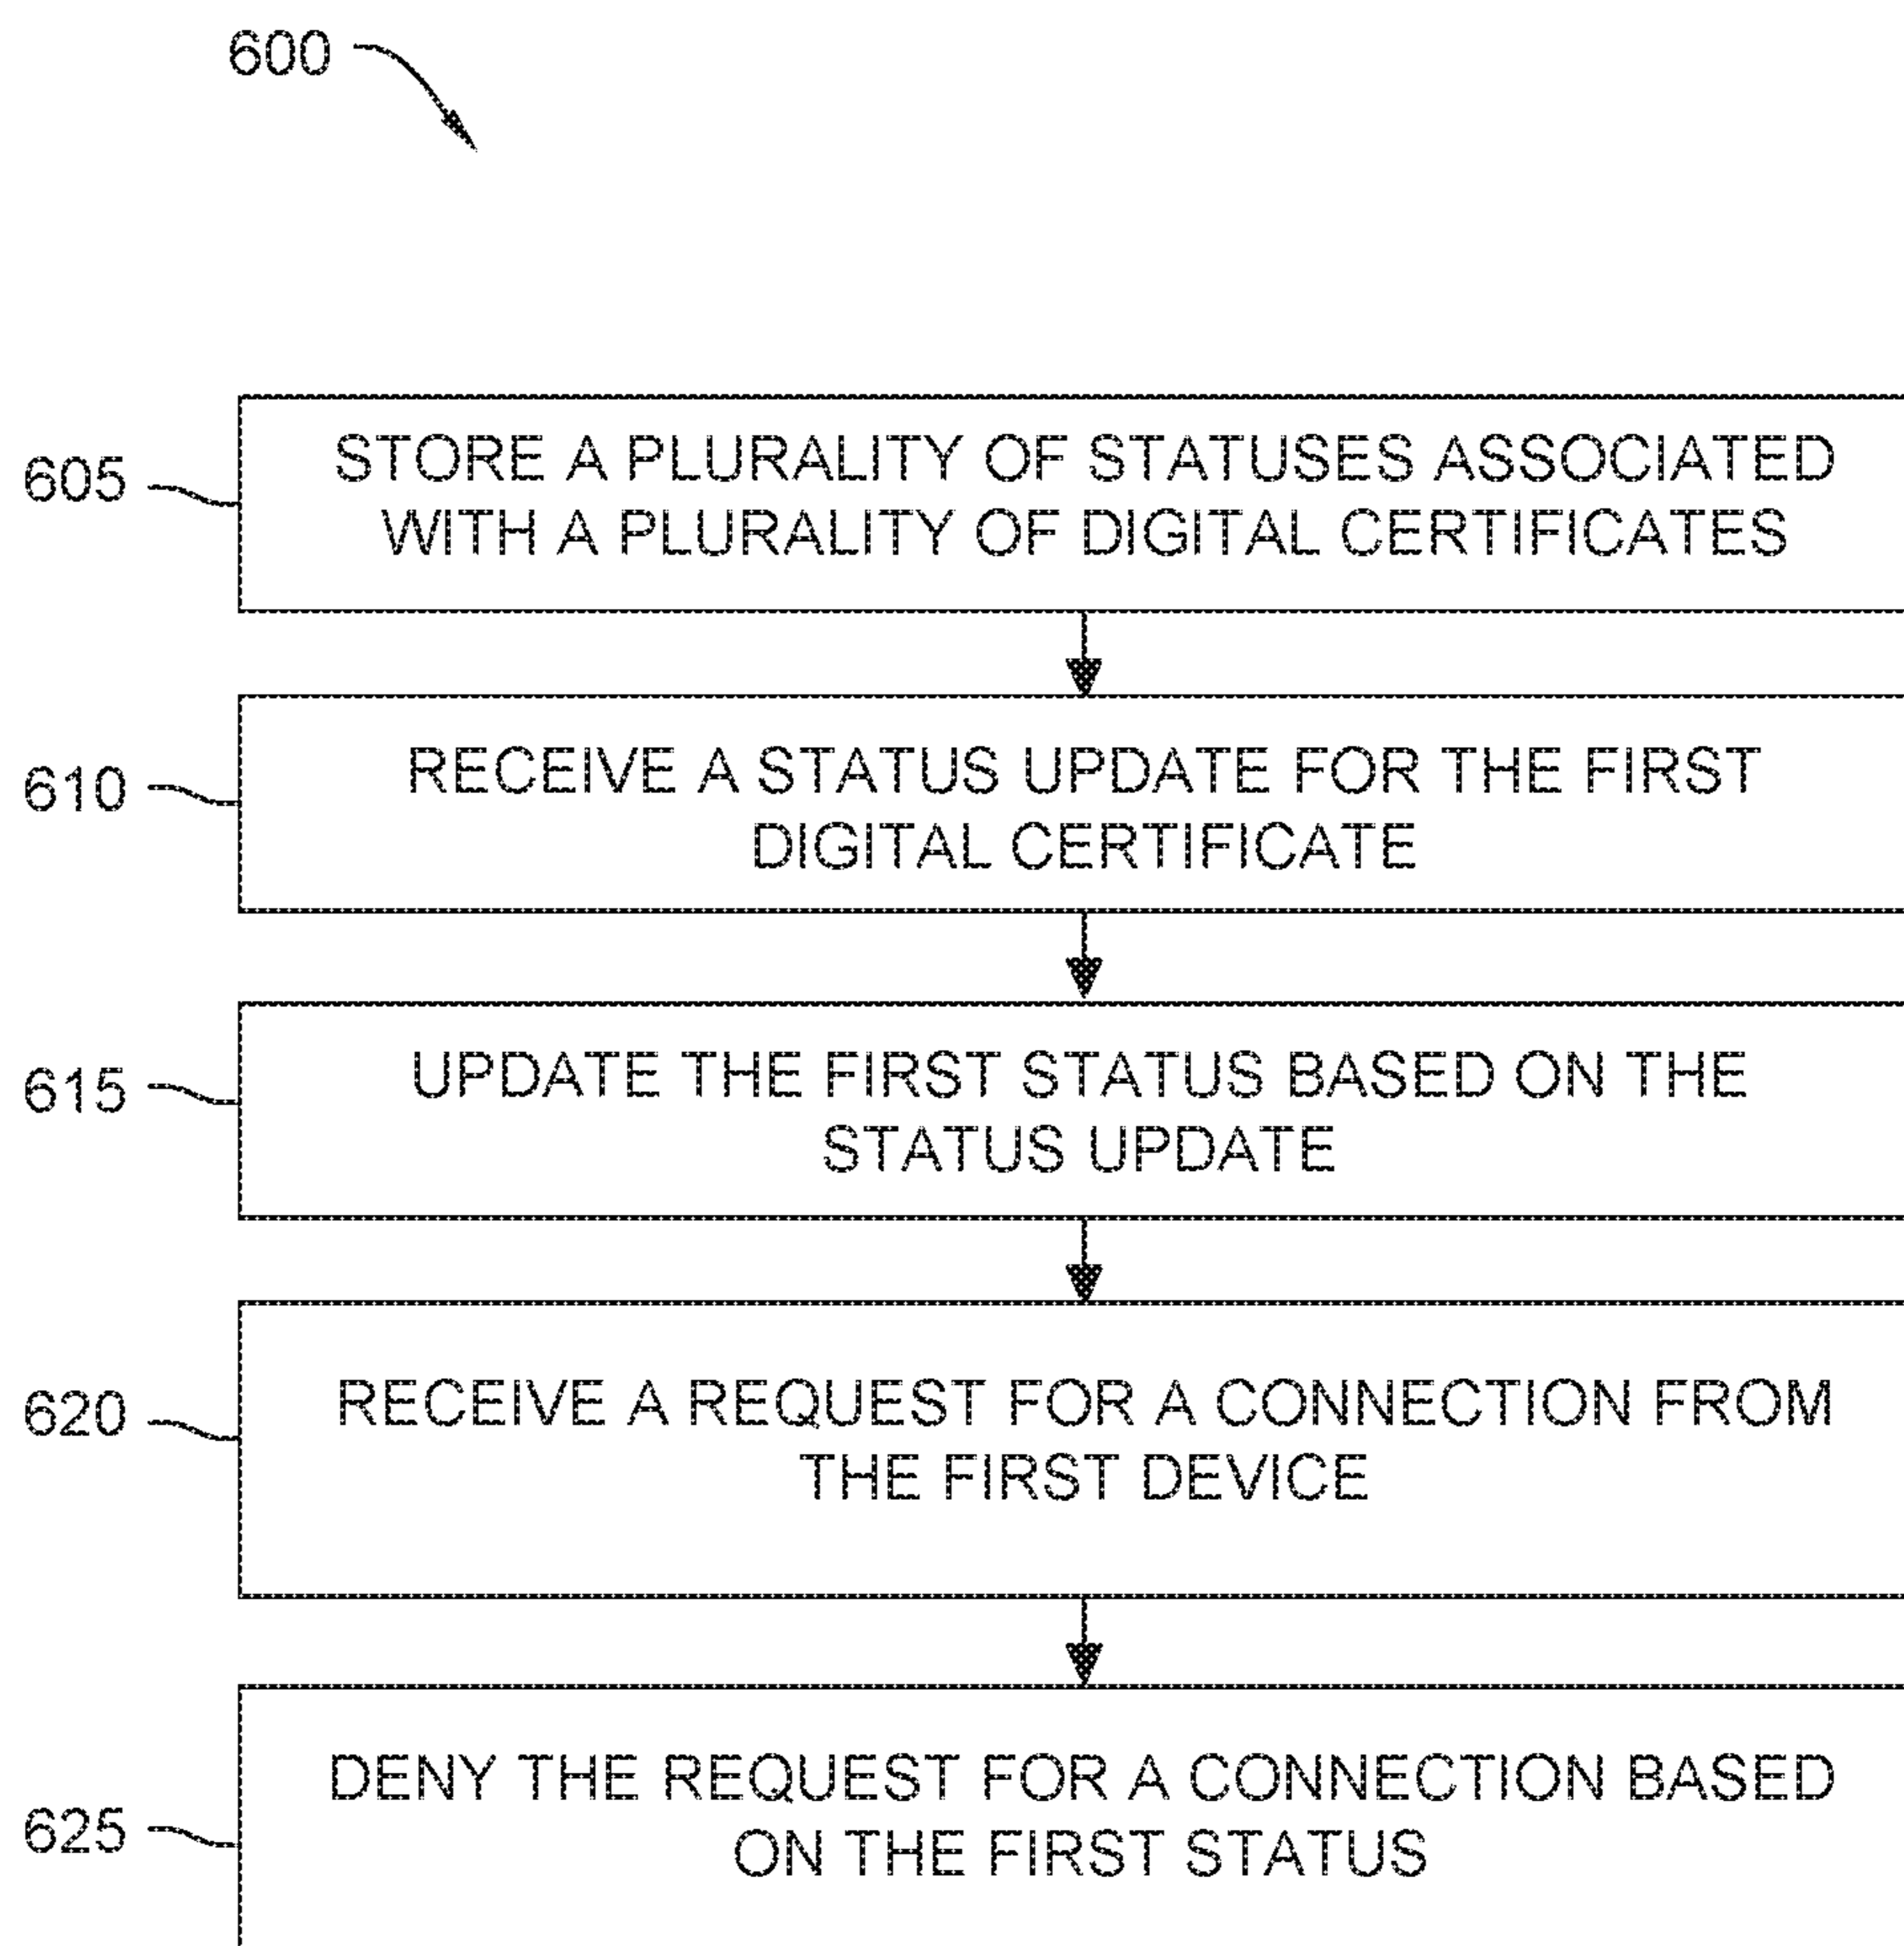 600
605
STORE A PLURALITY OF STATUSES ASSOCIATED
WITH A PLURALITY OF DIGITAL CERTIFICATES
610
RECEIVE A STATUS UPDATE FOR THE FIRST
DIGITAL CERTIFICATE
615
UPDATE THE FIRST STATUS BASED ON THE
STATUS UPDATE
620
RECEIVE A REQUEST FOR A CONNECTION FROM
THE FIRST DEVICE
625
DENY THE REQUEST FOR A CONNECTION BASED
ON THE FIRST STATUS